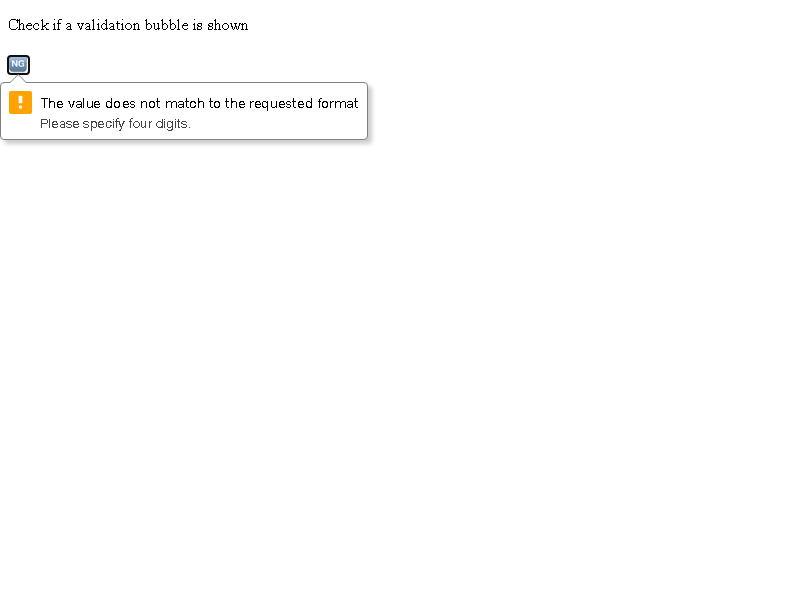 Check if a validation bubble is shown
NG
!
The value does not match to the requested format
Please specify four digits.